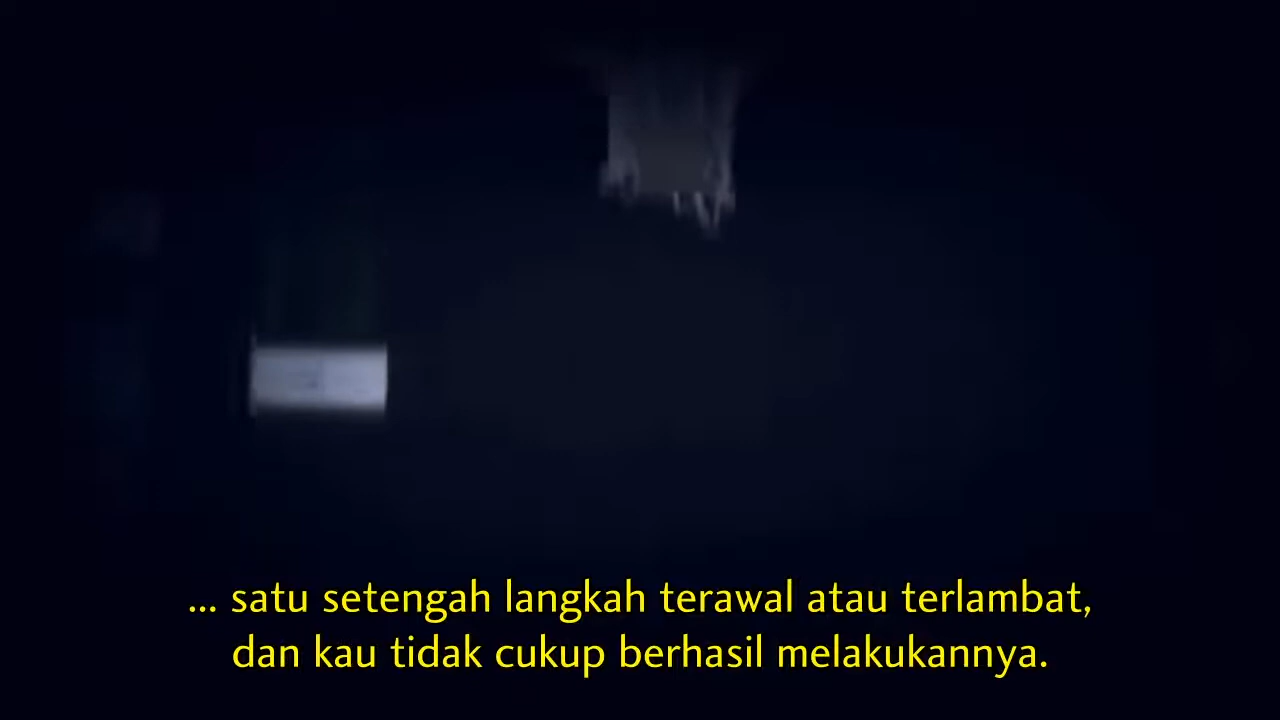 ... satu setengah langkah terawal atau terlambat,
dan kau tidak cukup berhasil melakukannya.